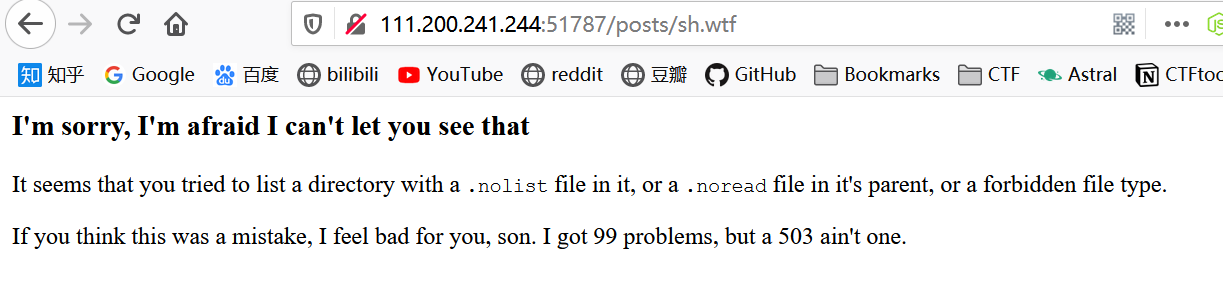 111.200.241.244:51787/posts/sh.wtf
知 知乎 Google 百度 bilibili YouTube reddit 豆瓣 GitHub Bookmarks CTF Astral CTFtoo
I'm sorry, I'm afraid I can't let you see that
It seems that you tried to list a directory with a .nolist file in it, or a .noread file in it's parent, or a forbidden file type.
If you think this was a mistake, I feel bad for you, son. I got 99 problems, but a 503 ain't one.